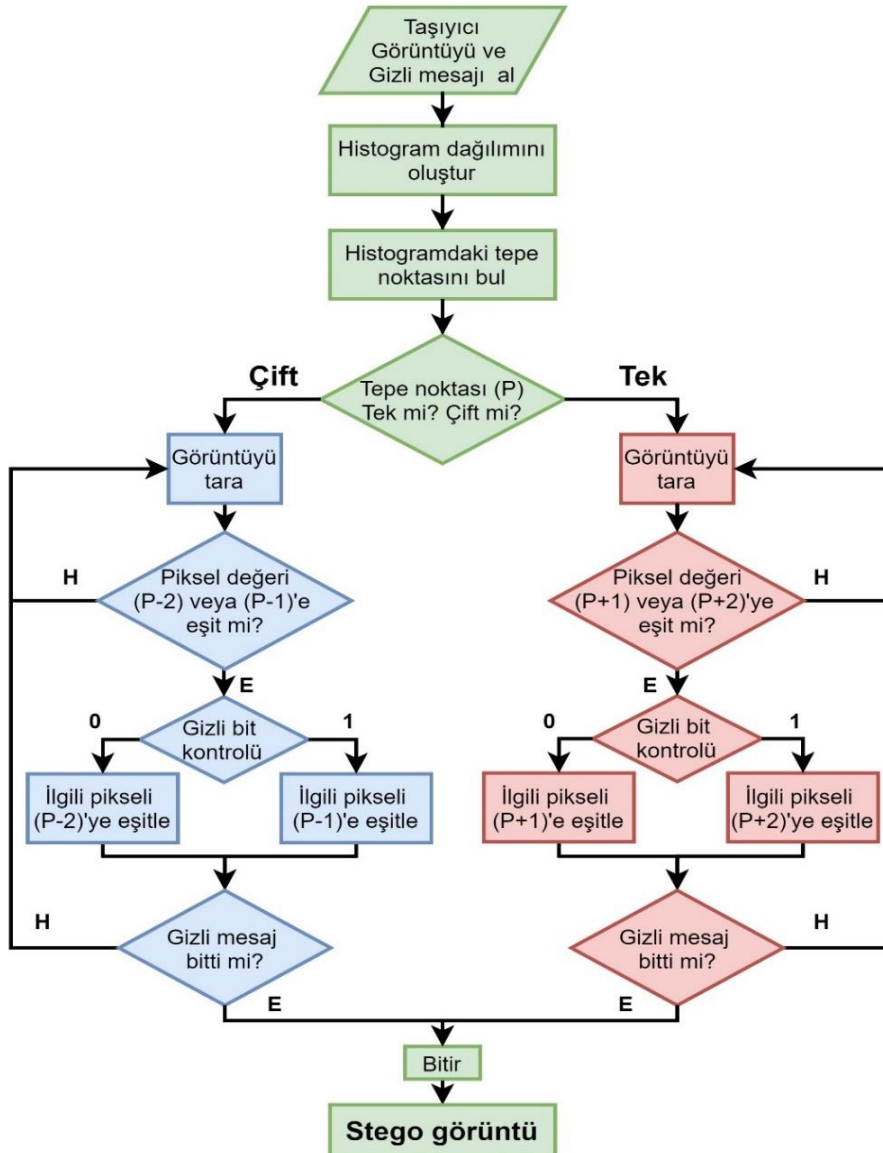 Taşıyıcı
Görüntüyü ve
Gizli mesajı al
Histogram dağılımını
oluştur
Histogramdaki tepe
noktasını bul
Tepe noktası (P)
Tek mi? Çift mi?
Çift
Tek
Görüntüyü
tara
Piksel değeri
(P-2) veya (P-1)'e
eşit mi?
H
E
Gizli bit
kontrolü
0
1
İlgili pikseli
(P-2)'ye eşitle
İlgili pikseli
(P-1)'e eşitle
Gizli mesaj
bitti mi?
H
E
Görüntüyü
tara
Piksel değeri
(P+1) veya (P+2)'ye
eşit mi?
H
E
Gizli bit
kontrolü
0
1
İlgili pikseli
(P+1)'e eşitle
İlgili pikseli
(P+2)'ye eşitle
Gizli mesaj
bitti mi?
H
E
Bitir
Stego görüntü